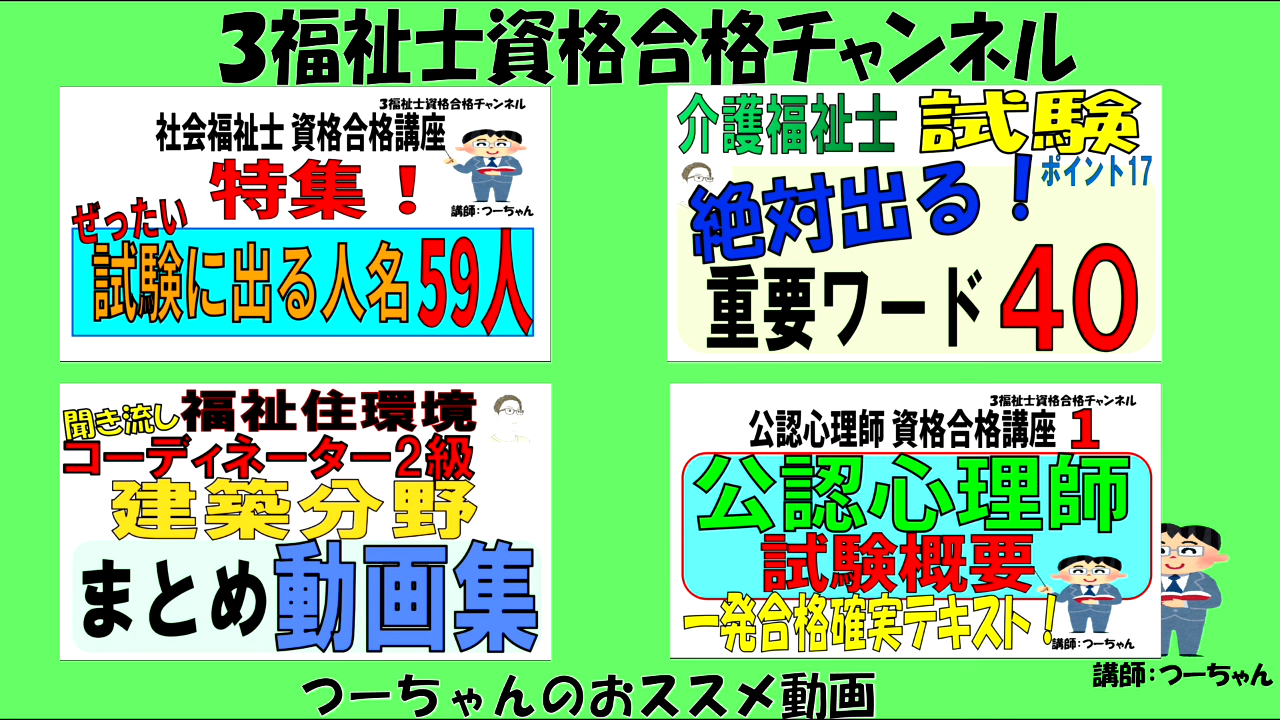 3福祉士資格合格チャンネル
3福祉士資格合格チャンネル
社会福祉士 資格合格講座
特集！
講師：つーちゃん
ぜったい
試験に出る人名59人
介護福祉士 試験
ポイント17
絶対出る！
重要ワード40
聞き流し 福祉住環境
コーディネーター2級
建築分野
まとめ動画集
3福祉士資格合格チャンネル
公認心理師 資格合格講座 1
公認心理師
試験概要
一発合格確実テキスト！
講師：つーちゃん
講師：つーちゃん
つーちゃんのおススメ動画